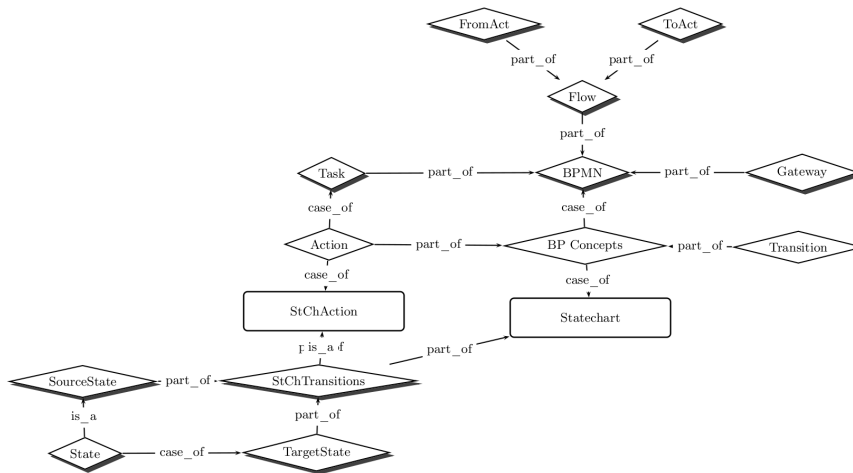 FromAct
ToAct
part_of
part_of
Flow
part_of
Task
part_of
BPMN
part_of
Gateway
case_of
case_of
Action
part_of
BP Concepts
part_of
Transition
case_of
case_of
StChAction
Statechart
is_a
part_of
SourceState
part_of
StChTransitions
is_a
part_of
State
case_of
TargetState